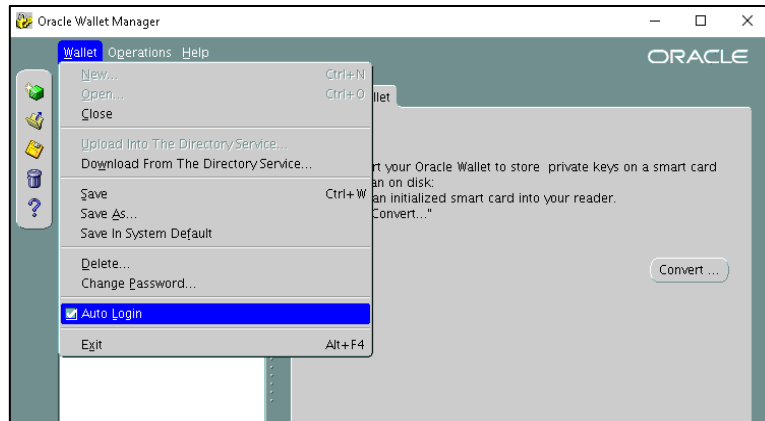 Oracle Wallet Manager
Wallet Operations Help
ORACLE
New... Ctrl+N
Open... Ctrl+O
Close
Upload Into The Directory Service...
Download From The Directory Service...
Save Ctrl+W
Save As...
Save In System Default
Delete...
Change Password...
Auto Login
Exit Alt+F4
llet
rt your Oracle Wallet to store private keys on a smart card
an on disk:
an initialized smart card into your reader.
Convert..."
Convert ...
?